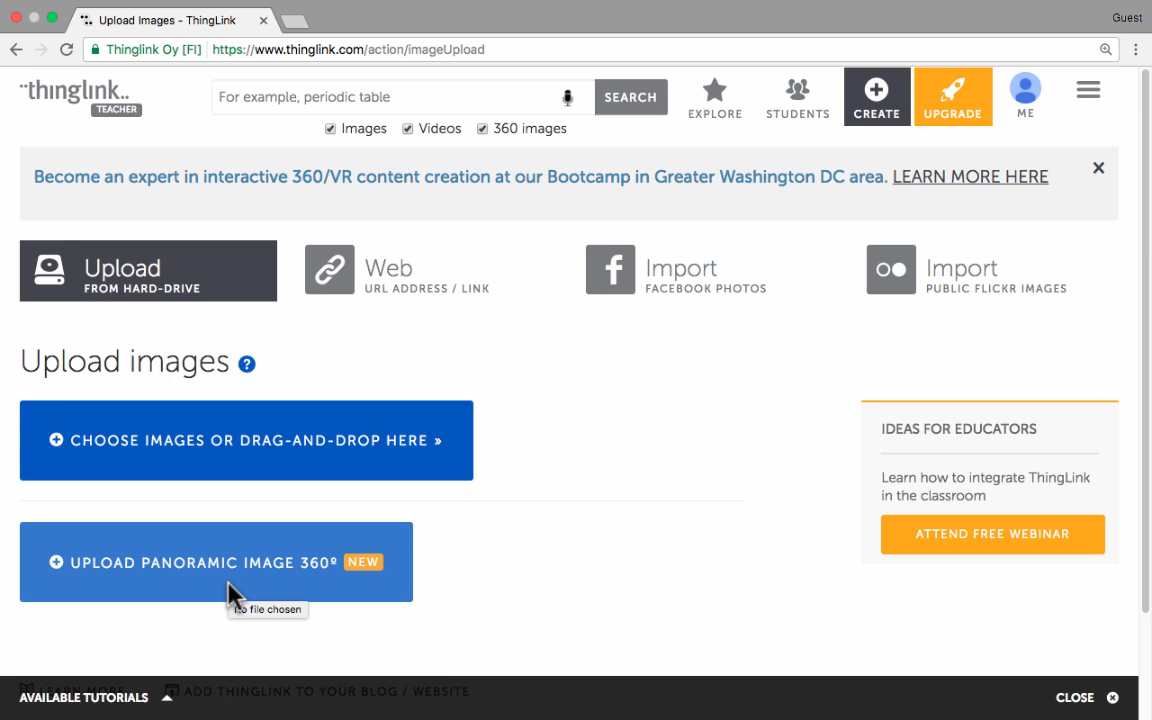 Upload Images - ThingLink
Guest
Thinglink Oy [FI] https://www.thinglink.com/action/imageUpload
thinglink..
TEACHER
For example, periodic table
SEARCH
Images Videos 360 images
EXPLORE
STUDENTS
CREATE
UPGRADE
ME
Become an expert in interactive 360/VR content creation at our Bootcamp in Greater Washington DC area. LEARN MORE HERE
Upload
FROM HARD-DRIVE
Web
URL ADDRESS / LINK
Import
FACEBOOK PHOTOS
Import
PUBLIC FLICKR IMAGES
Upload images ?
CHOOSE IMAGES OR DRAG-AND-DROP HERE »
UPLOAD PANORAMIC IMAGE 360º NEW
No file chosen
IDEAS FOR EDUCATORS
Learn how to integrate ThingLink
in the classroom
ATTEND FREE WEBINAR
LEARN MORE ADD THINGLINK TO YOUR BLOG / WEBSITE
AVAILABLE TUTORIALS
CLOSE